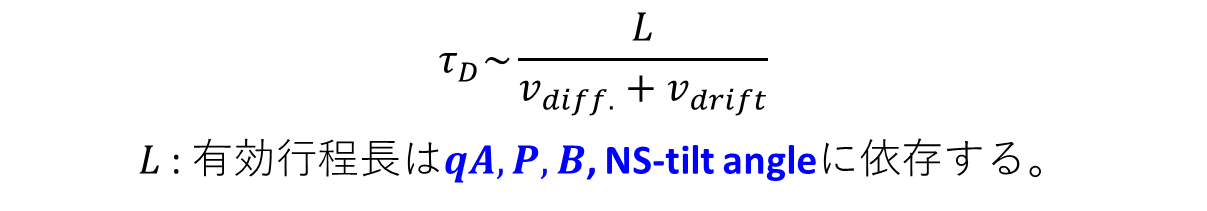 τ_D~L/(v_diff. + v_drift)
L : 有効行程長はqA, P, B, NS-tilt angleに依存する。